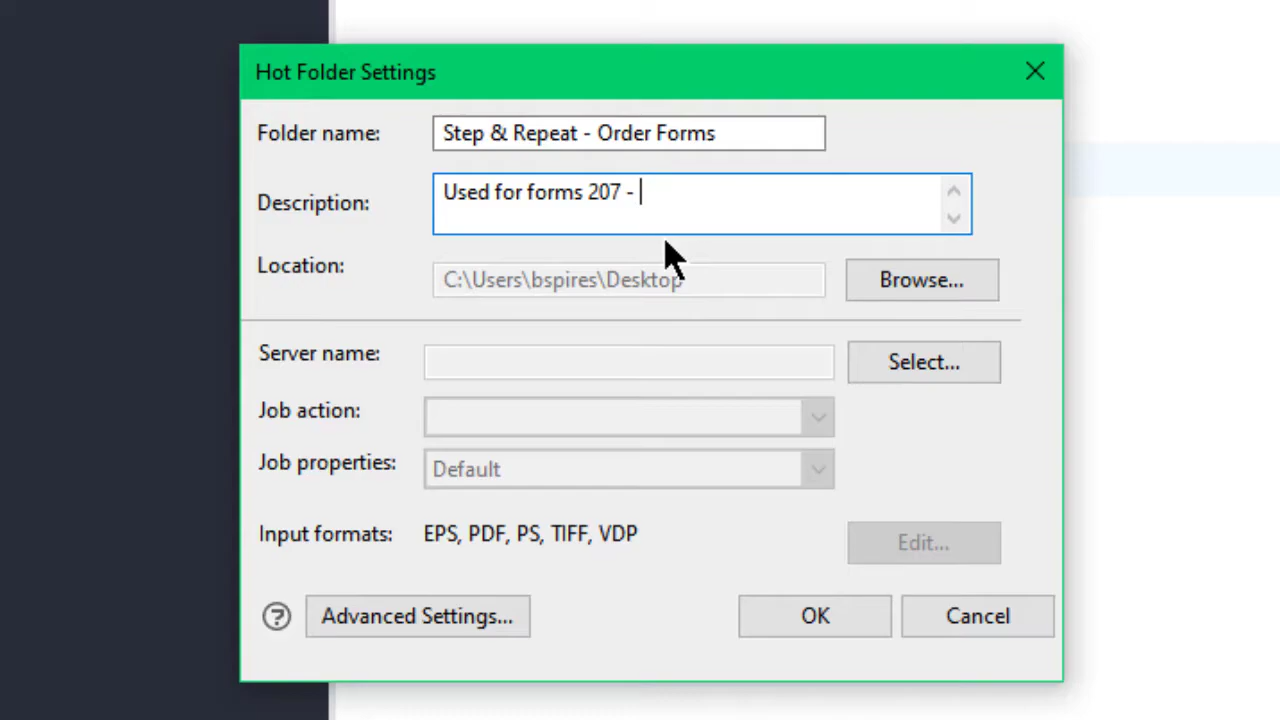 Hot Folder Settings
Folder name: Step & Repeat - Order Forms
Description: Used for forms 207 -
Location: C:\Users\bspires\Desktop Browse...
Server name: Select...
Job action:
Job properties: Default
Input formats: EPS, PDF, PS, TIFF, VDP Edit...
? Advanced Settings... OK Cancel